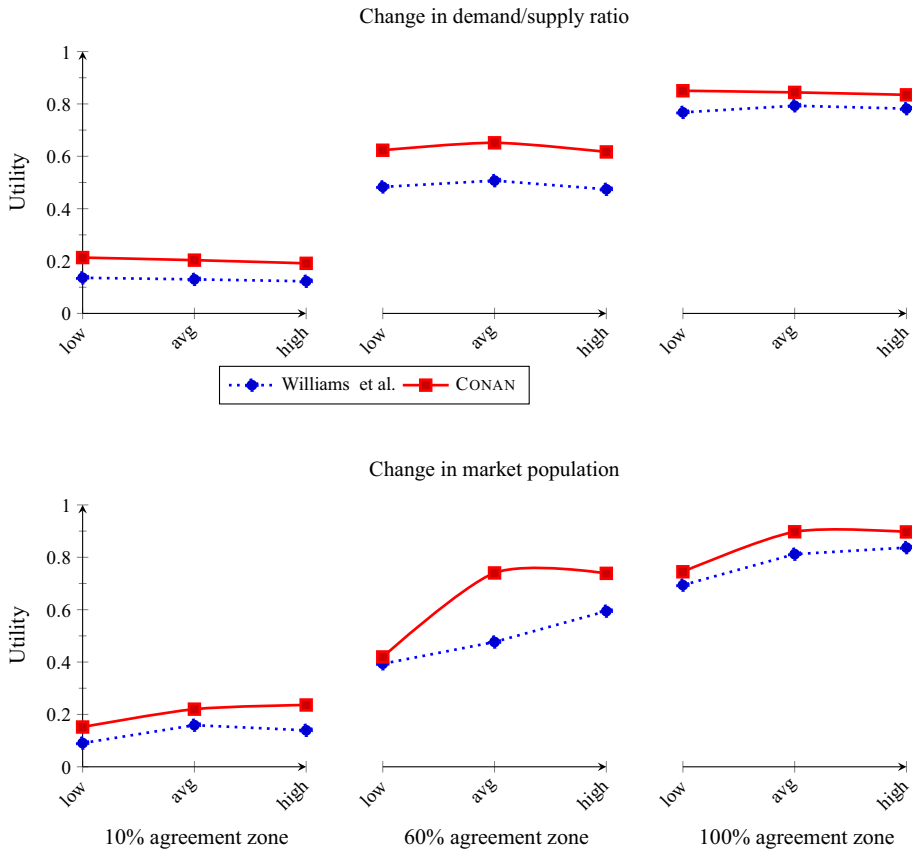 Change in demand/supply ratio
1
0.8
0.6
0.4
0.2
0
Utility
low avg high low avg high low avg high
Williams et al. CONAN
Change in market population
1
0.8
0.6
0.4
0.2
0
Utility
low avg high low avg high low avg high
10% agreement zone 60% agreement zone 100% agreement zone